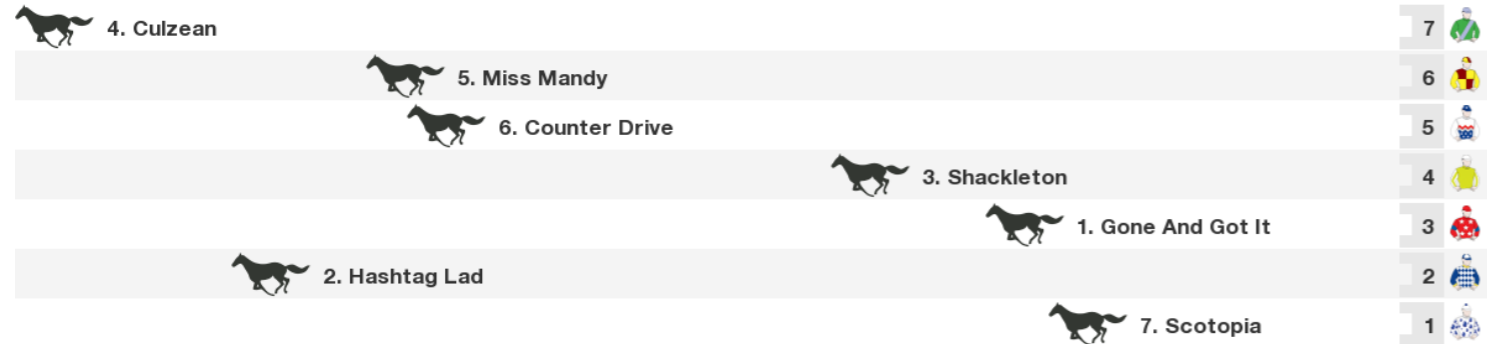 4. Culzean 7
5. Miss Mandy 6
6. Counter Drive 5
3. Shackleton 4
1. Gone And Got It 3
2. Hashtag Lad 2
7. Scotopia 1